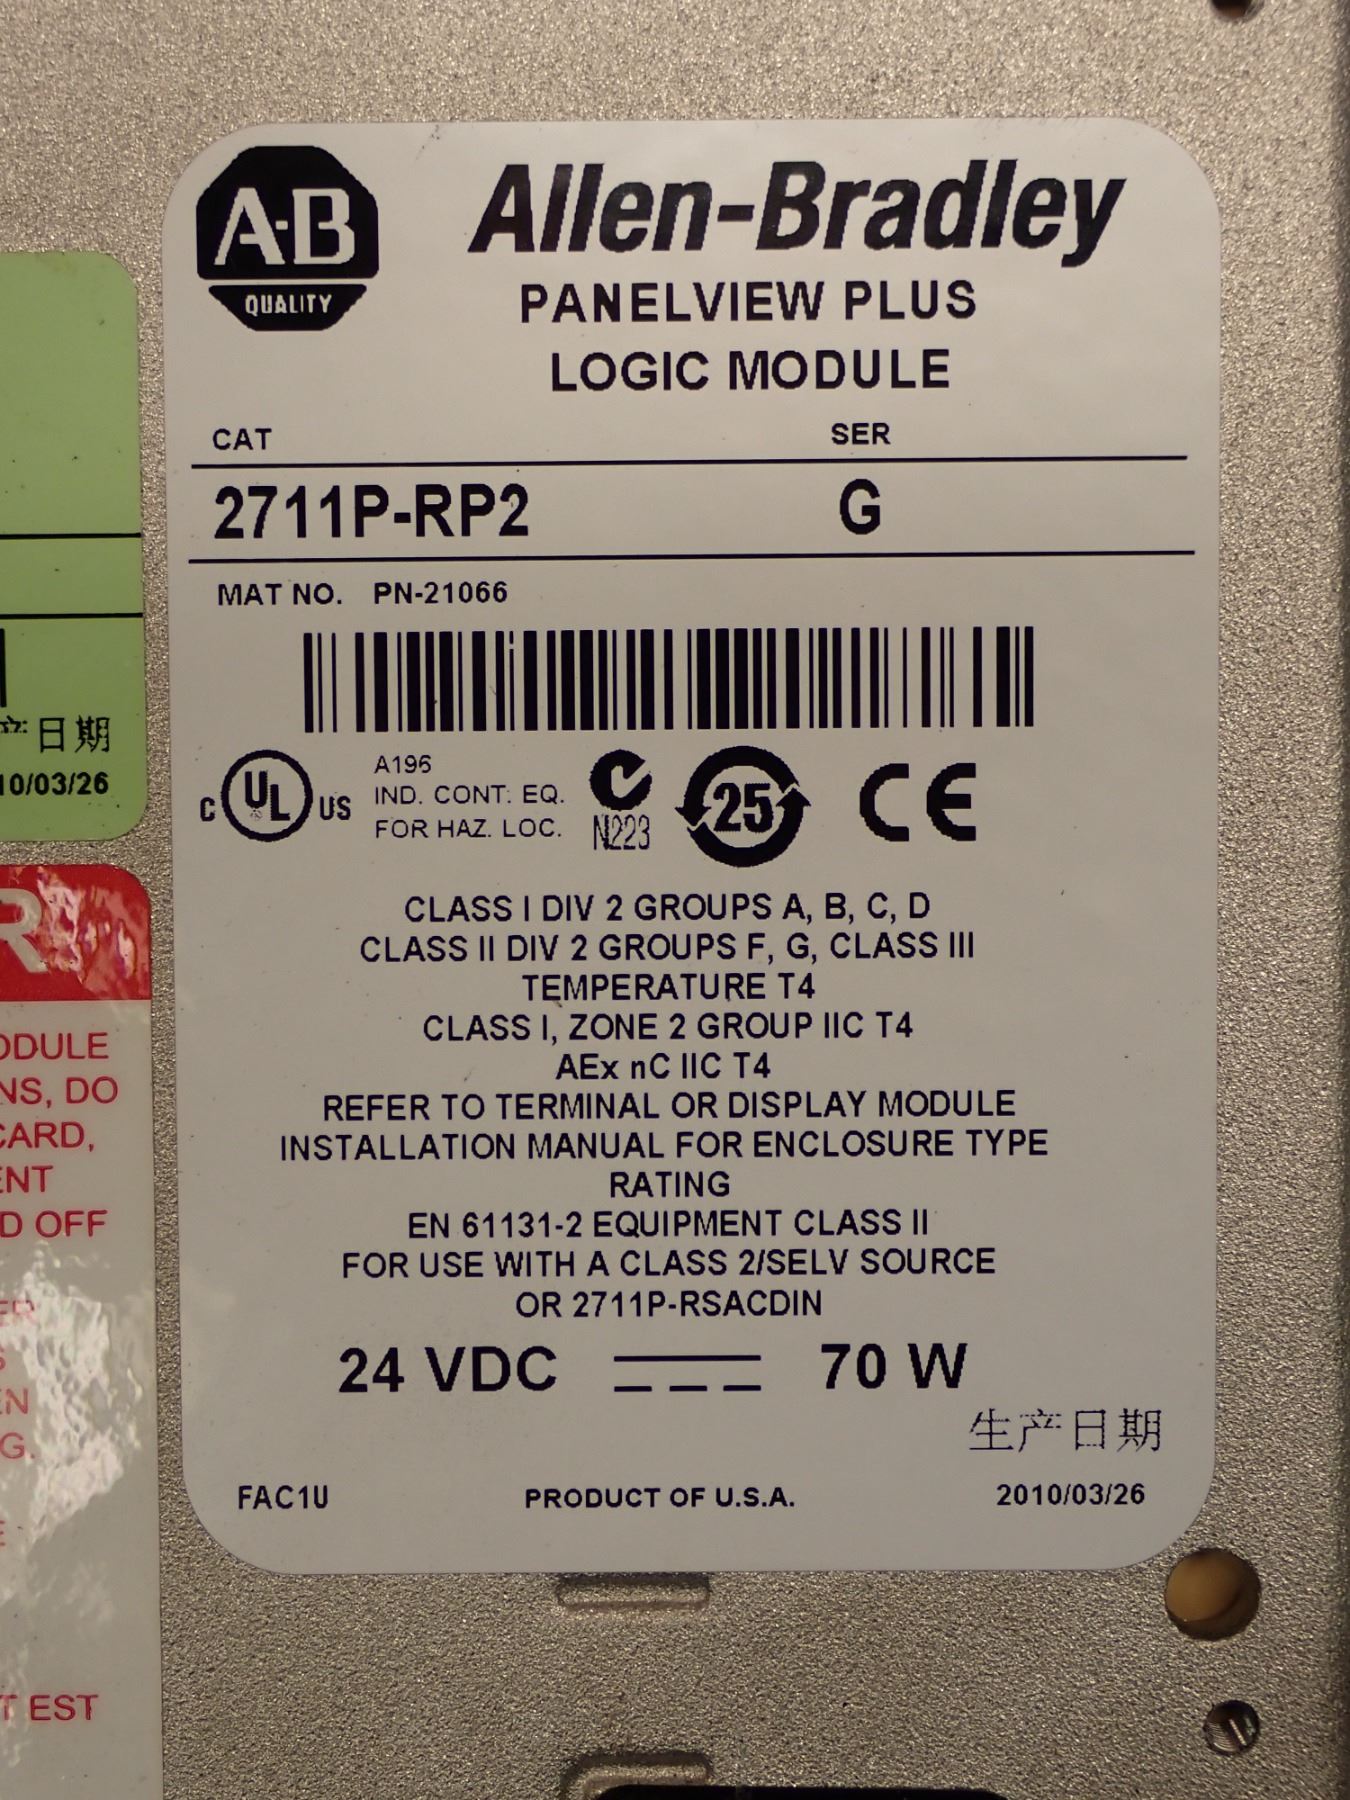 A-B
QUALITY
Allen-Bradley
PANELVIEW PLUS
LOGIC MODULE
CAT SER
2711P-RP2 G
MAT NO. PN-21066
C UL US
A196
IND. CONT. EQ.
FOR HAZ. LOC.
N223
25
CE
CLASS I DIV 2 GROUPS A, B, C, D
CLASS II DIV 2 GROUPS F, G, CLASS III
TEMPERATURE T4
CLASS I, ZONE 2 GROUP IIC T4
AEx nC IIC T4
REFER TO TERMINAL OR DISPLAY MODULE
INSTALLATION MANUAL FOR ENCLOSURE TYPE
RATING
EN 61131-2 EQUIPMENT CLASS II
FOR USE WITH A CLASS 2/SELV SOURCE
OR 2711P-RSACDIN
24 VDC 70 W
生产日期
FAC1U PRODUCT OF U.S.A. 2010/03/26
产日期
10/03/26
R
ODULE
NS, DO
CARD,
ENT
D OFF
ER
S
EN
G.
E
T EST